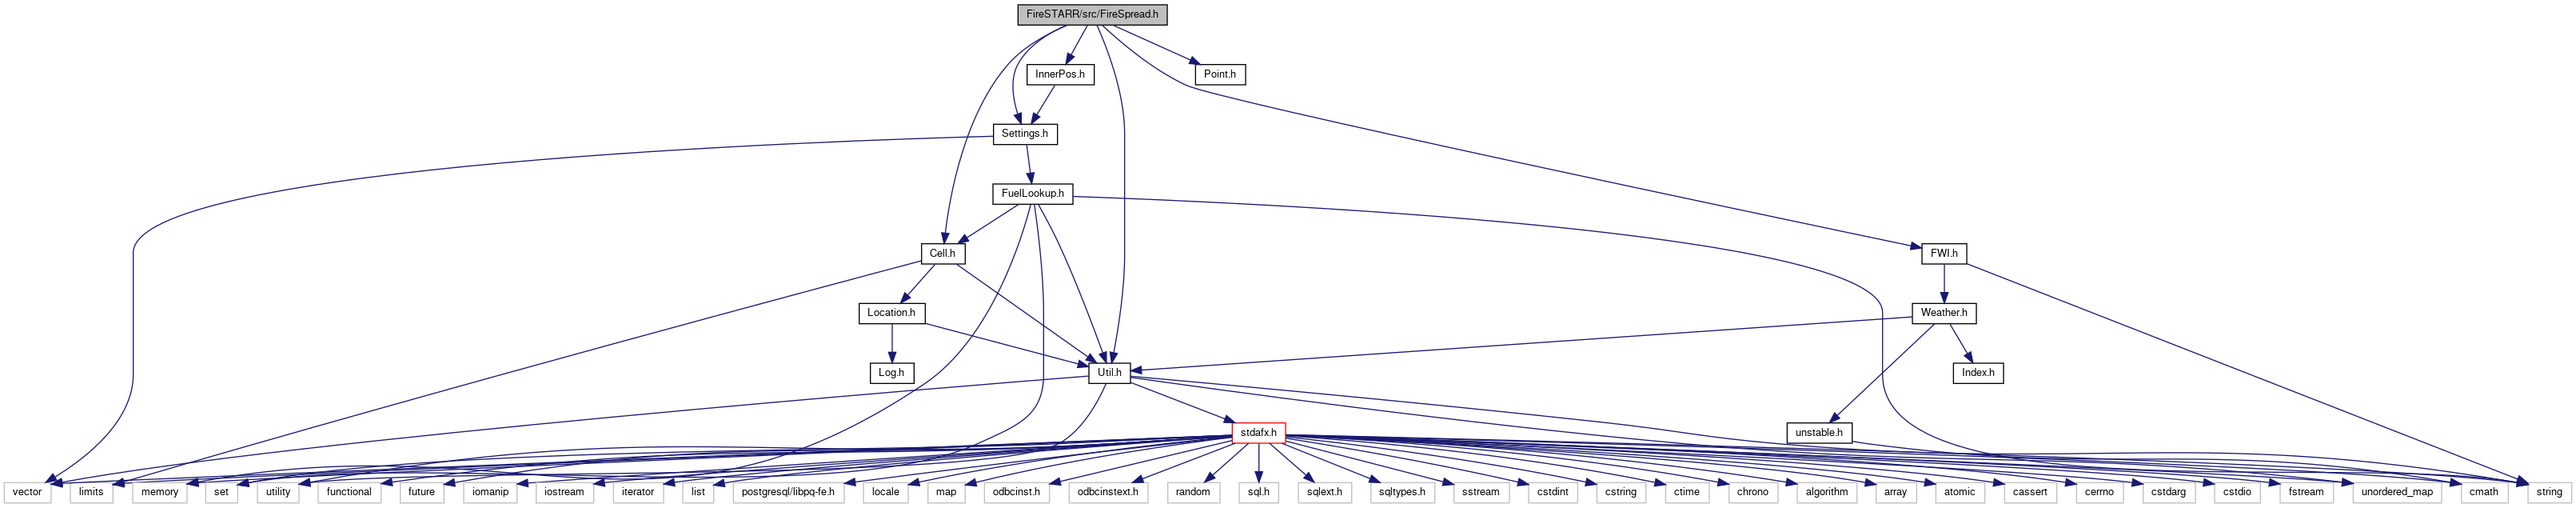 FireSTARR/src/FireSpread.h
InnerPos.h
Point.h
Settings.h
FuelLookup.h
Cell.h
FWI.h
Location.h
Weather.h
Log.h
Util.h
Index.h
stdafx.h
unstable.h
vector
limits
memory
set
utility
functional
future
iomanip
iostream
iterator
list
postgresql/libpq-fe.h
locale
map
odbcinst.h
odbcinstext.h
random
sql.h
sqlext.h
sqltypes.h
sstream
cstdint
cstring
ctime
chrono
algorithm
array
atomic
cassert
cerrno
cstdarg
cstdio
fstream
unordered_map
cmath
string